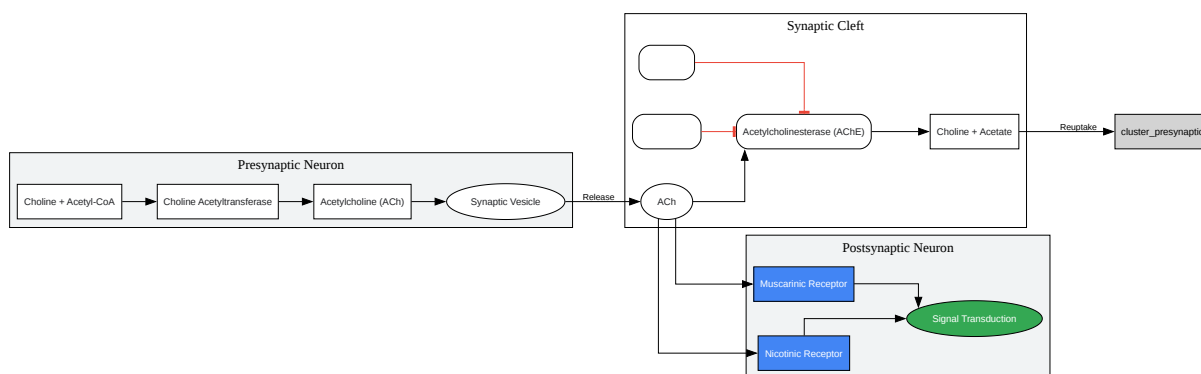 Synaptic Cleft
Acetylcholinesterase (AChE)
Choline + Acetate
Reuptake
cluster_presynaptic
Presynaptic Neuron
Choline + Acetyl-CoA
Choline Acetyltransferase
Acetylcholine (ACh)
Synaptic Vesicle
Release
ACh
Postsynaptic Neuron
Muscarinic Receptor
Signal Transduction
Nicotinic Receptor